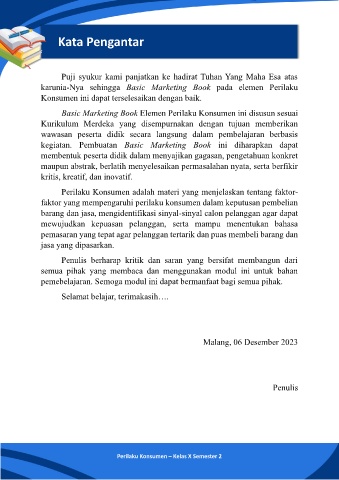 Kata Pengantar
Puji syukur kami panjatkan ke hadirat Tuhan Yang Maha Esa atas
karunia-Nya sehingga Basic Marketing Book pada elemen Perilaku
Konsumen ini dapat terselesaikan dengan baik.
Basic Marketing Book Elemen Perilaku Konsumen ini disusun sesuai
Kurikulum Merdeka yang disempurnakan dengan tujuan memberikan
wawasan peserta didik secara langsung dalam pembelajaran berbasis
kegiatan. Pembuatan Basic Marketing Book ini diharapkan dapat
membentuk peserta didik dalam menyajikan gagasan, pengetahuan konkret
maupun abstrak, berlatih menyelesaikan permasalahan nyata, serta berfikir
kritis, kreatif, dan inovatif.
Perilaku Konsumen adalah materi yang menjelaskan tentang faktor-
faktor yang mempengaruhi perilaku konsumen dalam keputusan pembelian
barang dan jasa, mengidentifikasi sinyal-sinyal calon pelanggan agar dapat
mewujudkan kepuasan pelanggan, serta mampu menentukan bahasa
pemasaran yang tepat agar pelanggan tertarik dan puas membeli barang dan
jasa yang dipasarkan.
Penulis berharap kritik dan saran yang bersifat membangun dari
semua pihak yang membaca dan menggunakan modul ini untuk bahan
pemebelajaran. Semoga modul ini dapat bermanfaat bagi semua pihak.
Selamat belajar, terimakasih….
Malang, 06 Desember 2023
Penulis
Perilaku Konsumen – Kelas X Semester 2